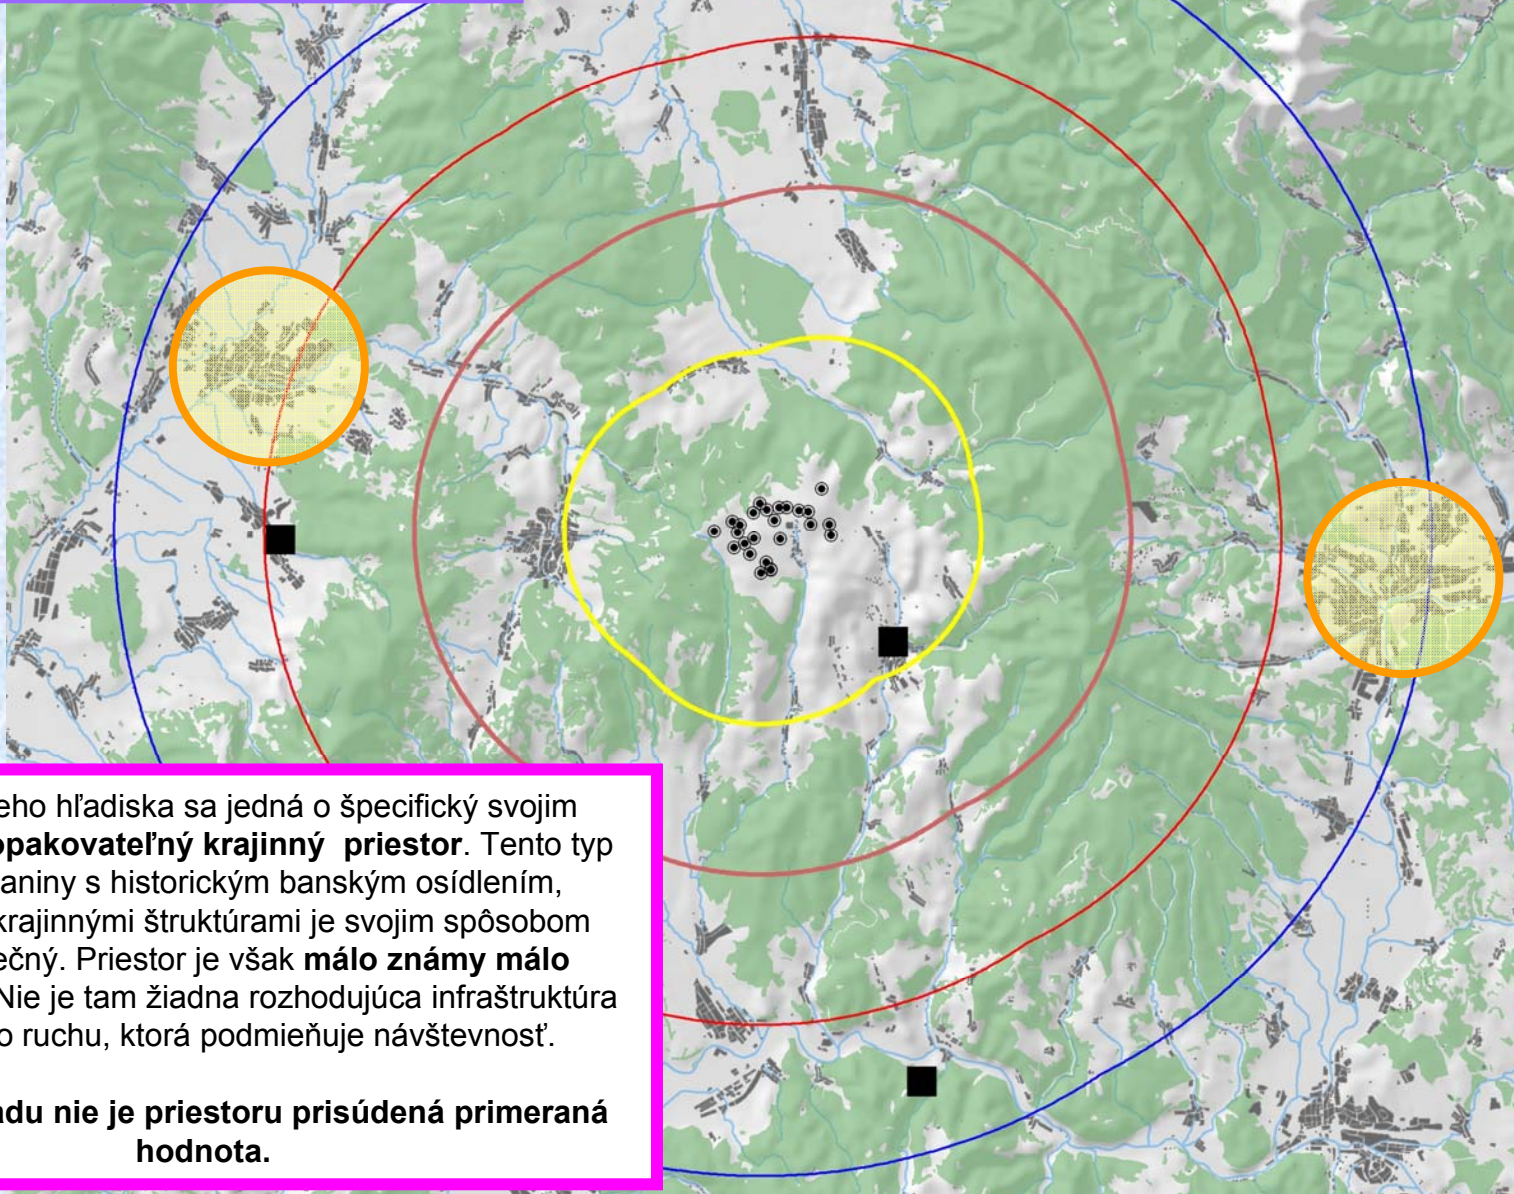 eho hľadiska sa jedná o špecifický svojim
opakovateľný krajinný priestor. Tento typ
aniny s historickým banským osídlením,
krajinnými štruktúrami je svojim spôsobom
ečný. Priestor je však málo známy málo
Nie je tam žiadna rozhodujúca infraštruktúra
o ruchu, ktorá podmieňuje návštevnosť.
adu nie je priestoru prisúdená primeraná
hodnota.